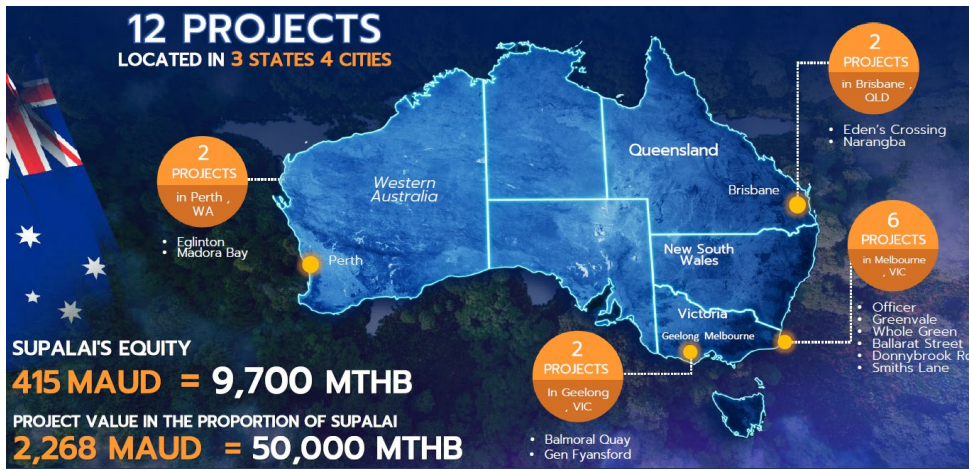 12 PROJECTS
LOCATED IN 3 STATES 4 CITIES
2
PROJECTS
in Perth ,
WA
• Eglinton
• Madora Bay
Western
Australia
Perth
Queensland
Brisbane
New South
Wales
Victoria
Geelong Melbourne
2
PROJECTS
in Brisbane ,
QLD
• Eden's Crossing
• Narangba
6
PROJECTS
in Melbourne
, VIC
• Officer
• Greenvale
• Whole Green
• Ballarat Street
• Donnybrook
• Smiths Lane
2
PROJECTS
In Geelong
, VIC
• Balmoral Quay
• Gen Fyansford
SUPALAI'S EQUITY
415 MAUD = 9,700 MTHB
PROJECT VALUE IN THE PROPORTION OF SUPALAI
2,268 MAUD = 50,000 MTHB